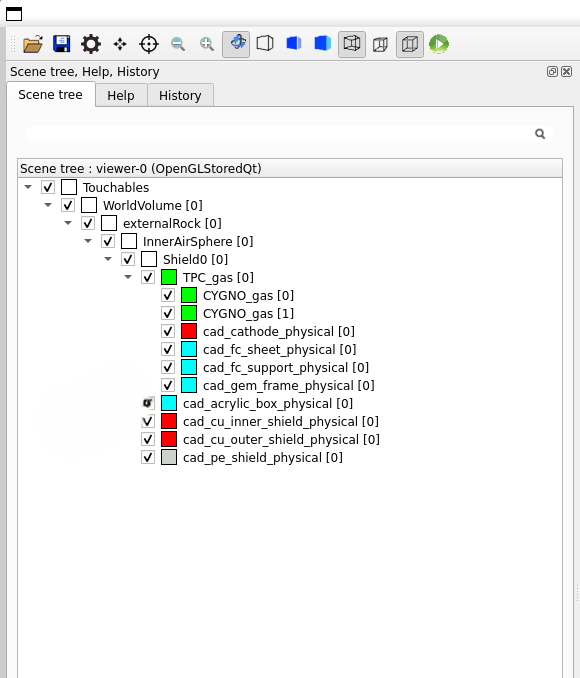 Scene tree, Help, History
Scene tree Help History
Scene tree : viewer-0 (OpenGLStoredQt)
Touchables
WorldVolume [0]
externalRock [0]
InnerAirSphere [0]
Shield0 [0]
TPC_gas [0]
CYGNO_gas [0]
CYGNO_gas [1]
cad_cathode_physical [0]
cad_fc_sheet_physical [0]
cad_fc_support_physical [0]
cad_gem_frame_physical [0]
cad_acrylic_box_physical [0]
cad_cu_inner_shield_physical [0]
cad_cu_outer_shield_physical [0]
cad_pe_shield_physical [0]